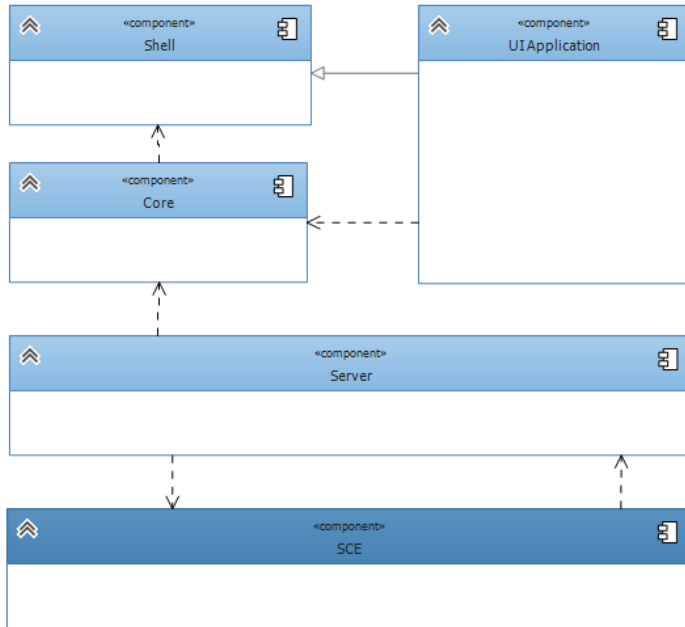 «component»
Shell
«component»
UIApplication
«component»
Core
«component»
Server
«component»
SCE